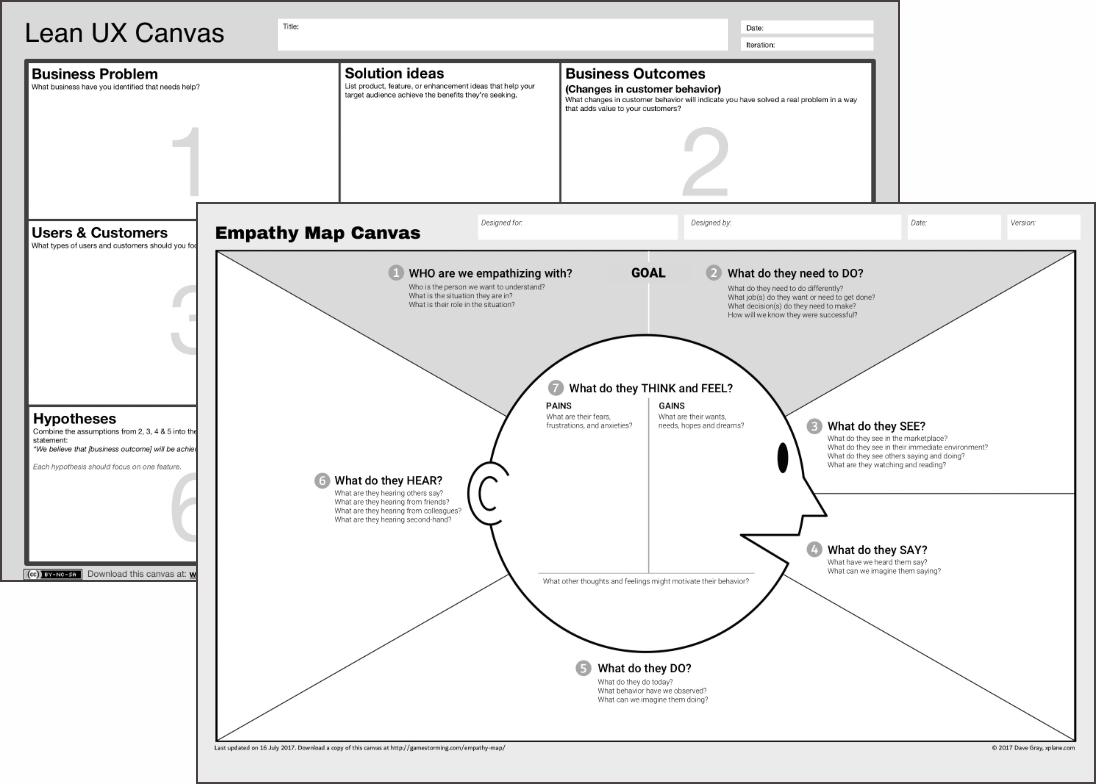 Lean UX Canvas
Title:
Date:
Iteration:
Business Problem
What business have you identified that needs help?
1
Solution ideas
List product, feature, or enhancement ideas that help your
target audience achieve the benefits they're seeking.
Business Outcomes
(Changes in customer behavior)
What changes in customer behavior will indicate you have solved a real problem in a way
that adds value to your customers?
2
Users & Customers
What types of users and customers should you foc
3
Hypotheses
Combine the assumptions from 2, 3, 4 & 5 into the
statement:
"We believe that [business outcome] will be achie
Each hypothesis should focus on one feature.
6
cc BY-NC-SA Download this canvas at: w
Empathy Map Canvas
Designed for:
Designed by:
Date:
Version:
1 WHO are we empathizing with?
Who is the person we want to understand?
What is the situation they are in?
What is their role in the situation?
GOAL
2 What do they need to DO?
What do they need to do differently?
What job(s) do they want or need to get done?
What decision(s) do they need to make?
How will we know they were successful?
3 What do they SEE?
What do they see in the marketplace?
What do they see in their immediate environment?
What do they see others saying and doing?
What are they watching and reading?
4 What do they SAY?
What have we heard them say?
What can we imagine them saying?
5 What do they DO?
What do they do today?
What behavior have we observed?
What can we imagine them doing?
6 What do they HEAR?
What are they hearing others say?
What are they hearing from friends?
What are they hearing from colleagues?
What are they hearing second-hand?
7 What do they THINK and FEEL?
PAINS
What are their fears,
frustrations, and anxieties?
GAINS
What are their wants,
needs, hopes and dreams?
What other thoughts and feelings might motivate their behavior?
Last updated on 16 July 2017. Download a copy of this canvas at http://gamestorming.com/empathy-map/
© 2017 Dave Gray, xplane.com